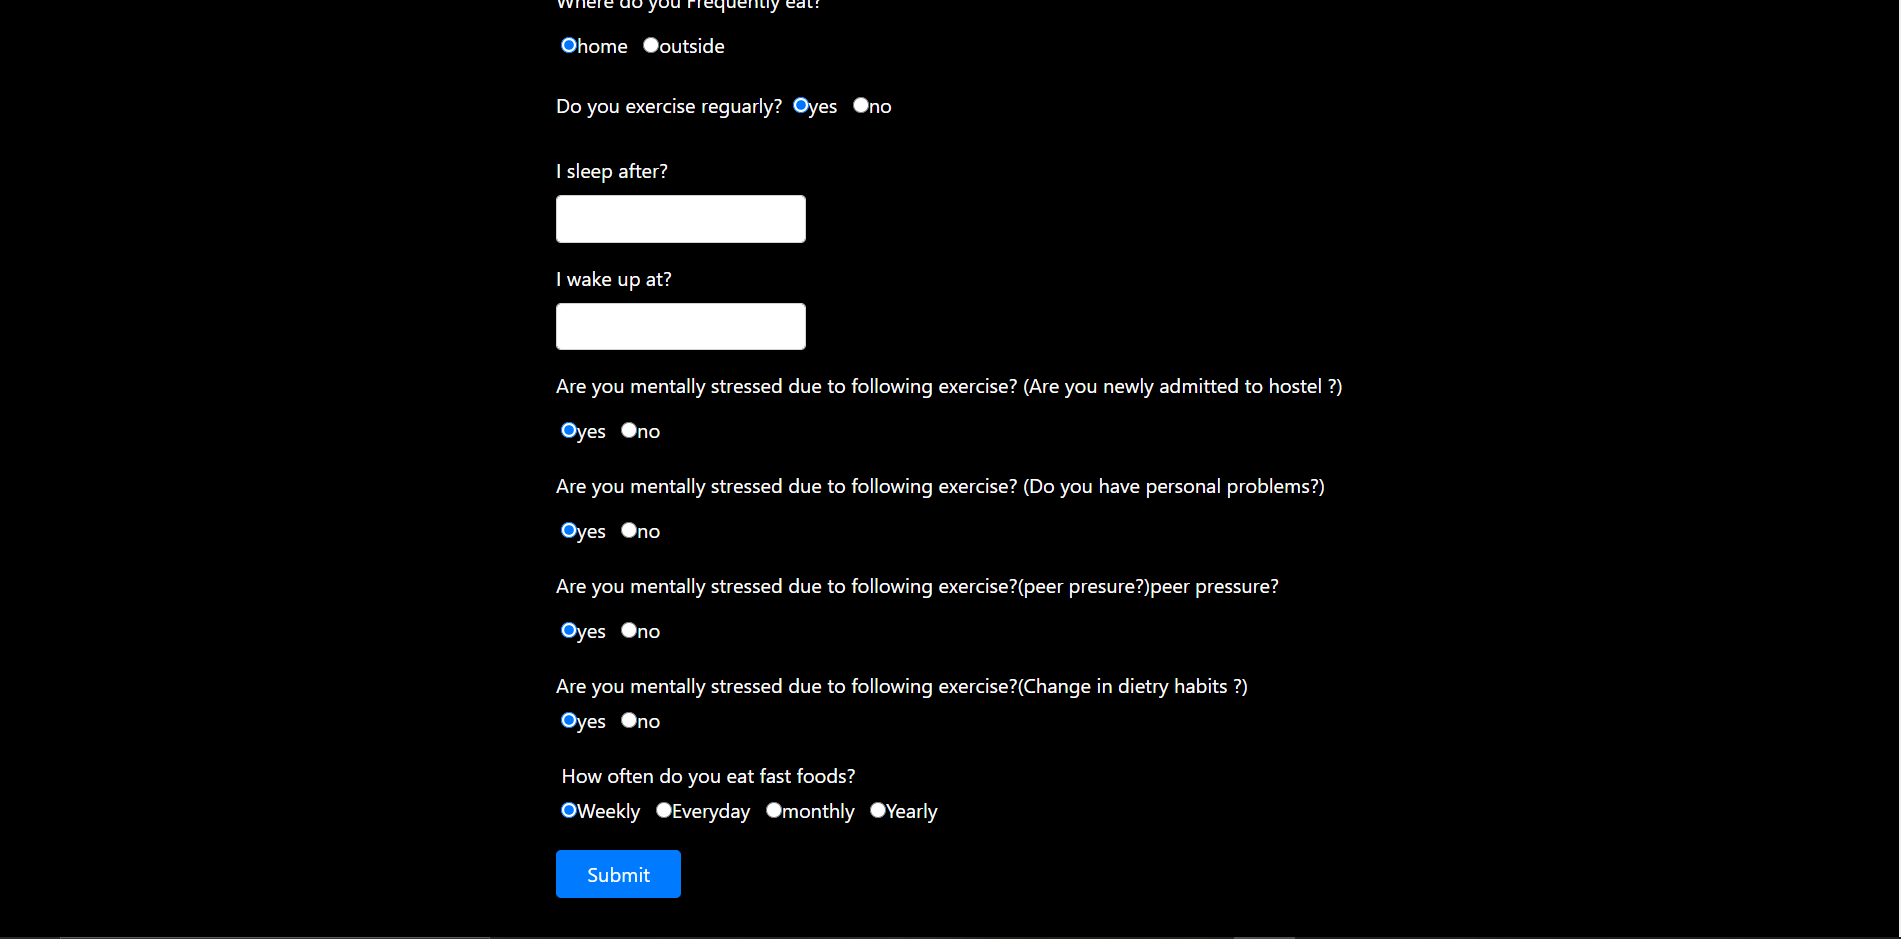 Where do you Frequently eat?
home outside
Do you exercise reguarly? yes no
I sleep after?
I wake up at?
Are you mentally stressed due to following exercise? (Are you newly admitted to hostel ?)
yes no
Are you mentally stressed due to following exercise? (Do you have personal problems?)
yes no
Are you mentally stressed due to following exercise?(peer presure?)peer pressure?
yes no
Are you mentally stressed due to following exercise?(Change in dietry habits ?)
yes no
How often do you eat fast foods?
Weekly Everyday monthly Yearly
Submit